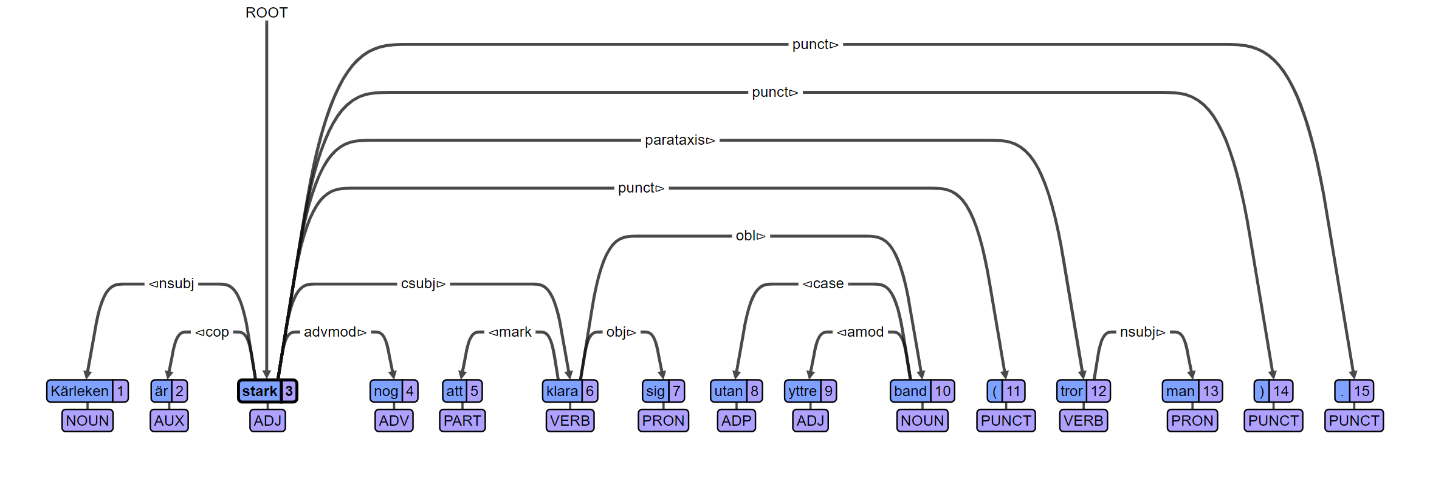 ROOT
punct▹
punct▹
parataxis▹
punct▹
obl▹
◃nsubj csubj▹ ◃case
◃cop advmod▹ ◃mark obj▹ ◃amod nsubj▹
Kärleken 1 är 2 stark 3 nog 4 att 5 klara 6 sig 7 utan 8 yttre 9 band 10 ( 11 tror 12 man 13 ) 14 . 15
NOUN AUX ADJ ADV PART VERB PRON ADP ADJ NOUN PUNCT VERB PRON PUNCT PUNCT